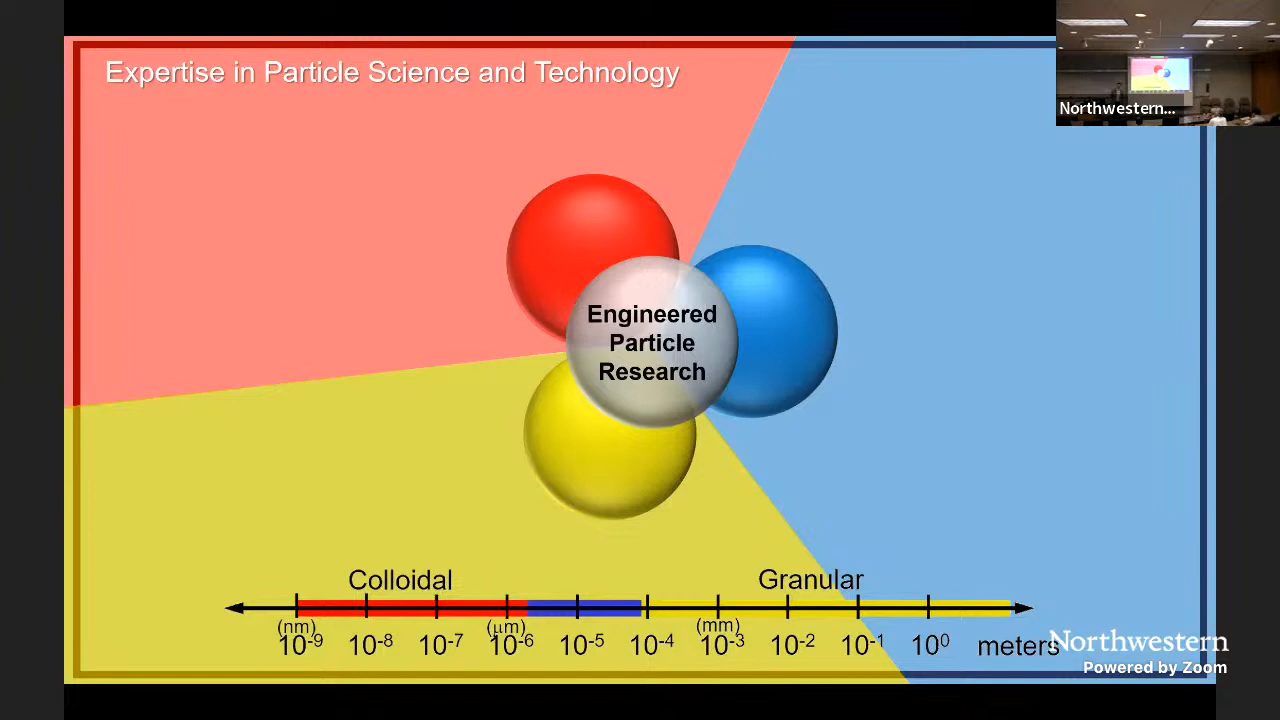 Expertise in Particle Science and Technology
Northwestern...
Engineered
Particle
Research
Colloidal
Granular
(nm)
(μm)
(mm)
10-9
10-8
10-7
10-6
10-5
10-4
10-3
10-2
10-1
100
meters
Northwestern
Powered by Zoom